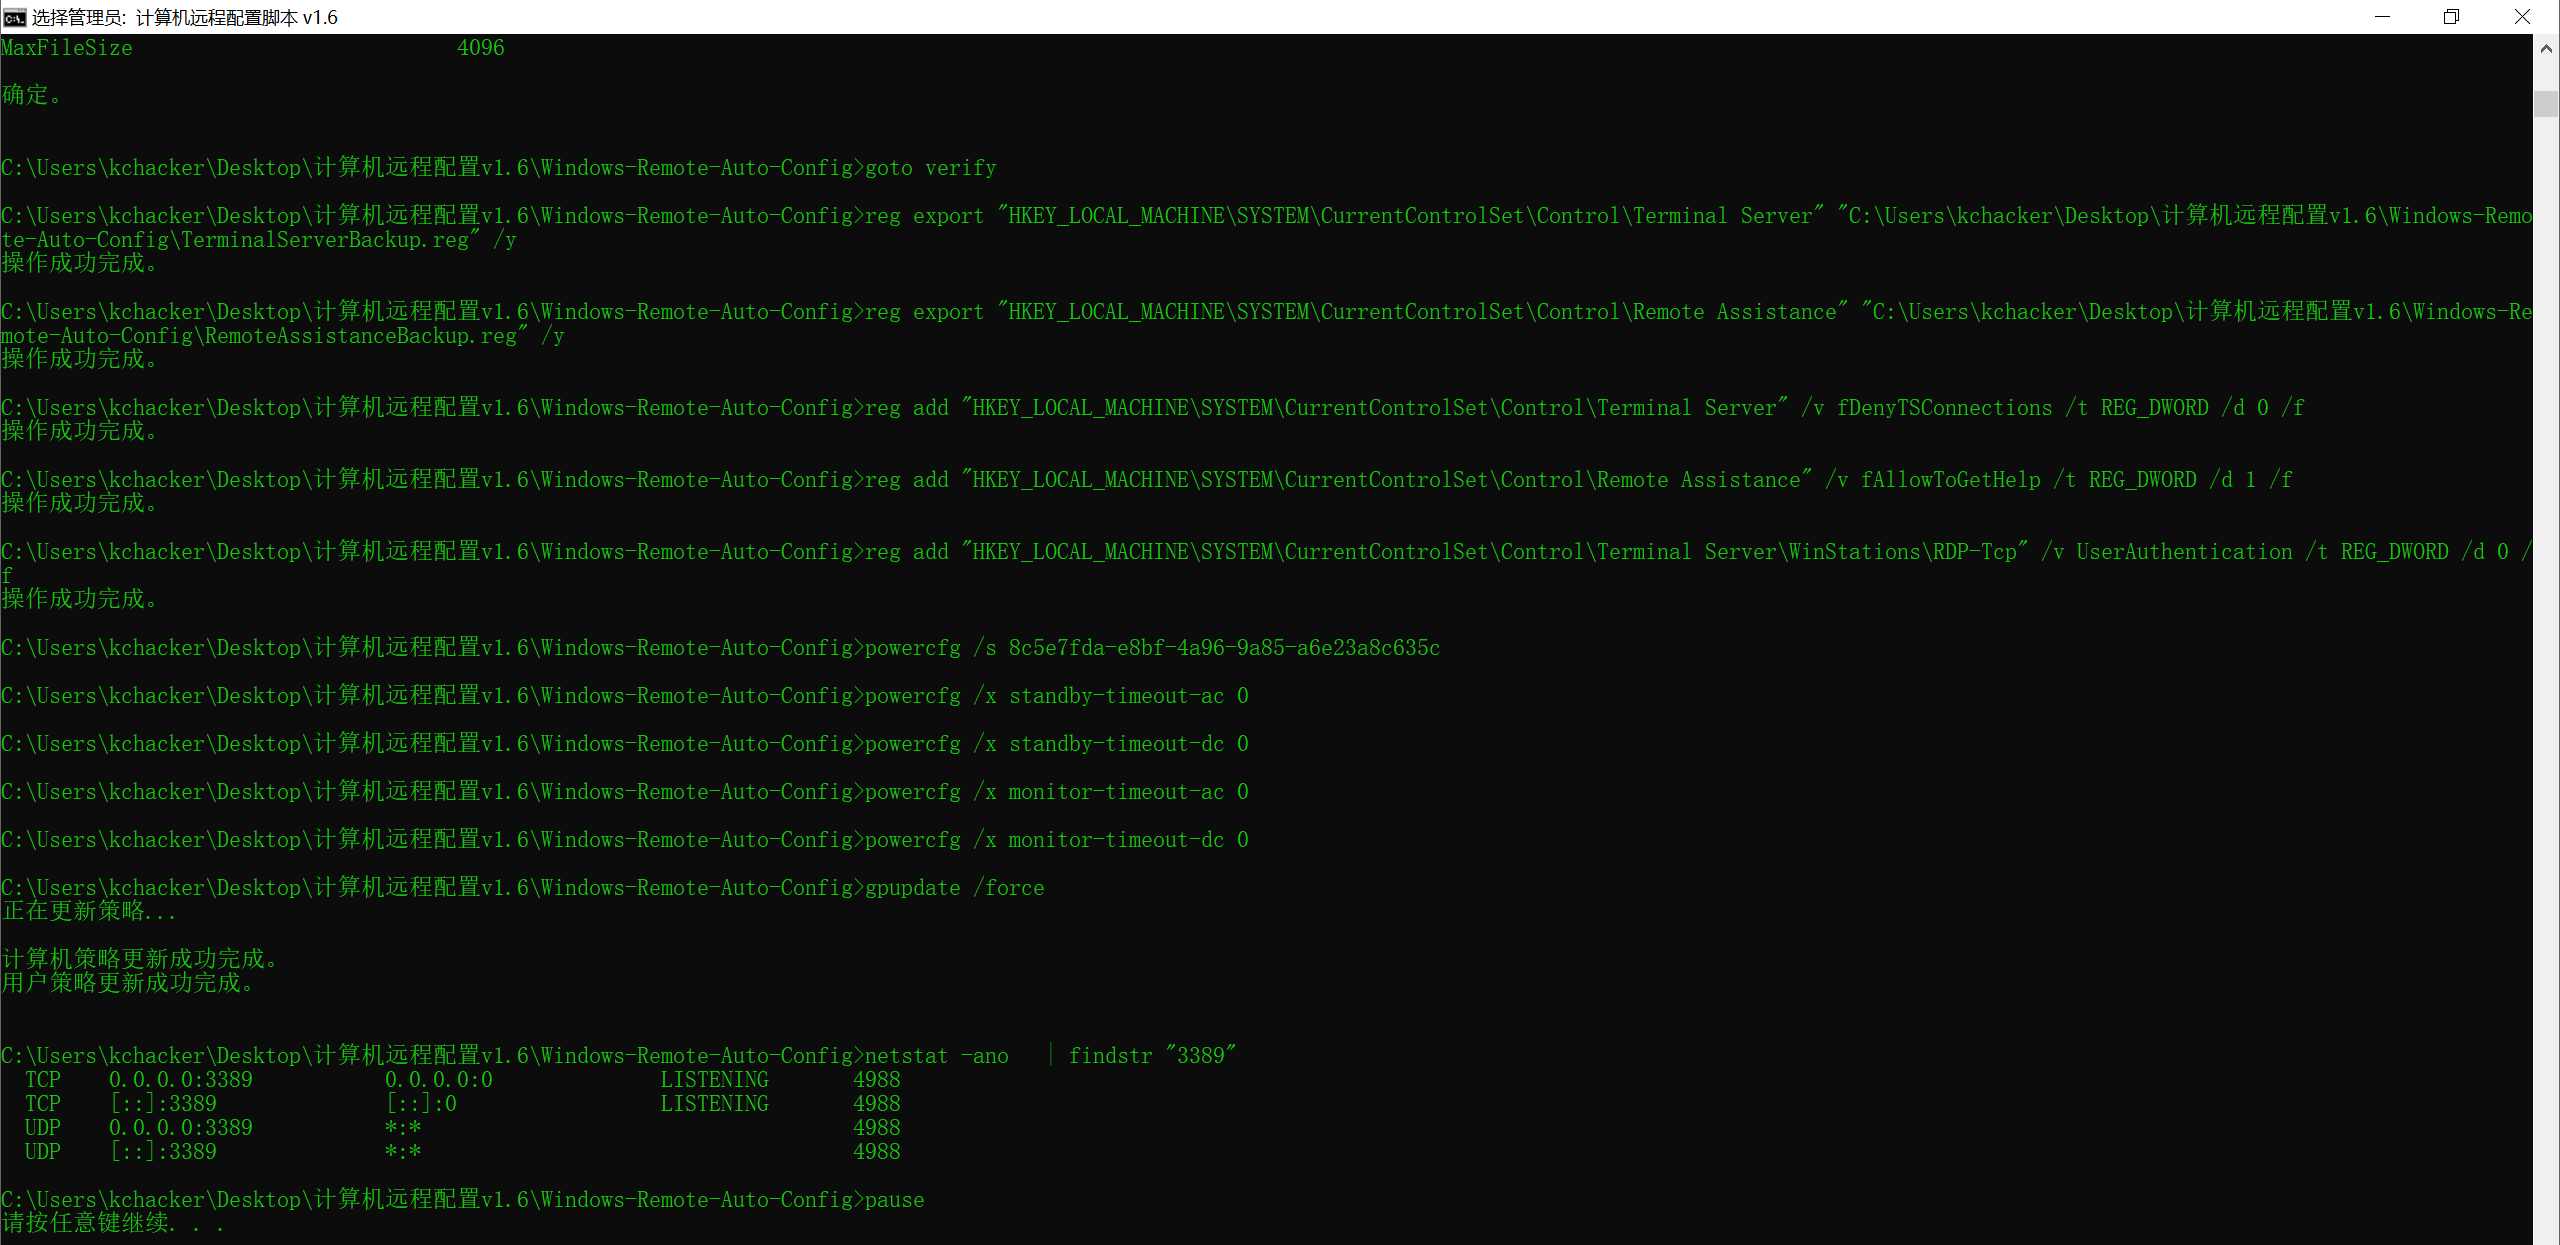 选择管理员: 计算机远程配置脚本 v1.6
MaxFileSize                           4096
确定。
C:\Users\kchacker\Desktop\计算机远程配置v1.6\Windows-Remote-Auto-Config>goto verify
C:\Users\kchacker\Desktop\计算机远程配置v1.6\Windows-Remote-Auto-Config>reg export "HKEY_LOCAL_MACHINE\SYSTEM\CurrentControlSet\Control\Terminal Server" "C:\Users\kchacker\Desktop\计算机远程配置v1.6\Windows-Remo
te-Auto-Config\TerminalServerBackup.reg" /y
操作成功完成。
C:\Users\kchacker\Desktop\计算机远程配置v1.6\Windows-Remote-Auto-Config>reg export "HKEY_LOCAL_MACHINE\SYSTEM\CurrentControlSet\Control\Remote Assistance" "C:\Users\kchacker\Desktop\计算机远程配置v1.6\Windows-Re
mote-Auto-Config\RemoteAssistanceBackup.reg" /y
操作成功完成。
C:\Users\kchacker\Desktop\计算机远程配置v1.6\Windows-Remote-Auto-Config>reg add "HKEY_LOCAL_MACHINE\SYSTEM\CurrentControlSet\Control\Terminal Server" /v fDenyTSConnections /t REG_DWORD /d 0 /f
操作成功完成。
C:\Users\kchacker\Desktop\计算机远程配置v1.6\Windows-Remote-Auto-Config>reg add "HKEY_LOCAL_MACHINE\SYSTEM\CurrentControlSet\Control\Remote Assistance" /v fAllowToGetHelp /t REG_DWORD /d 1 /f
操作成功完成。
C:\Users\kchacker\Desktop\计算机远程配置v1.6\Windows-Remote-Auto-Config>reg add "HKEY_LOCAL_MACHINE\SYSTEM\CurrentControlSet\Control\Terminal Server\WinStations\RDP-Tcp" /v UserAuthentication /t REG_DWORD /d 0 /
f
操作成功完成。
C:\Users\kchacker\Desktop\计算机远程配置v1.6\Windows-Remote-Auto-Config>powercfg /s 8c5e7fda-e8bf-4a96-9a85-a6e23a8c635c
C:\Users\kchacker\Desktop\计算机远程配置v1.6\Windows-Remote-Auto-Config>powercfg /x standby-timeout-ac 0
C:\Users\kchacker\Desktop\计算机远程配置v1.6\Windows-Remote-Auto-Config>powercfg /x standby-timeout-dc 0
C:\Users\kchacker\Desktop\计算机远程配置v1.6\Windows-Remote-Auto-Config>powercfg /x monitor-timeout-ac 0
C:\Users\kchacker\Desktop\计算机远程配置v1.6\Windows-Remote-Auto-Config>powercfg /x monitor-timeout-dc 0
C:\Users\kchacker\Desktop\计算机远程配置v1.6\Windows-Remote-Auto-Config>gpupdate /force
正在更新策略...
计算机策略更新成功完成。
用户策略更新成功完成。
C:\Users\kchacker\Desktop\计算机远程配置v1.6\Windows-Remote-Auto-Config>netstat -ano   | findstr "3389"
  TCP    0.0.0.0:3389           0.0.0.0:0              LISTENING       4988
  TCP    [::]:3389              [::]:0                 LISTENING       4988
  UDP    0.0.0.0:3389           *:*                                    4988
  UDP    [::]:3389              *:*                                    4988
C:\Users\kchacker\Desktop\计算机远程配置v1.6\Windows-Remote-Auto-Config>pause
请按任意键继续. . .